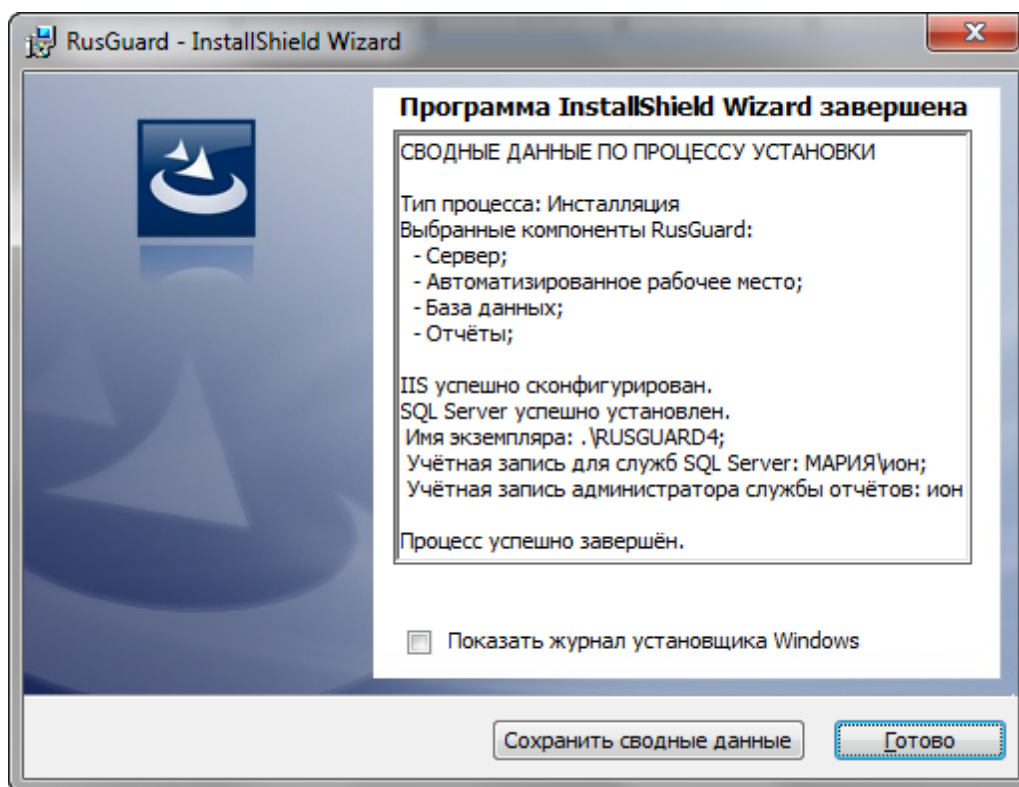 RusGuard - InstallShield Wizard
Программа InstallShield Wizard завершена
СВОДНЫЕ ДАННЫЕ ПО ПРОЦЕССУ УСТАНОВКИ
Тип процесса: Инсталляция
Выбранные компоненты RusGuard:
- Сервер;
- Автоматизированное рабочее место;
- База данных;
- Отчёты;
IIS успешно сконфигурирован.
SQL Server успешно установлен.
Имя экземпляра: .\RUSGUARD4;
Учётная запись для служб SQL Server: МАРИЯ\ион;
Учётная запись администратора службы отчётов: ион
Процесс успешно завершён.
Показать журнал установщика Windows
Сохранить сводные данные
Готово